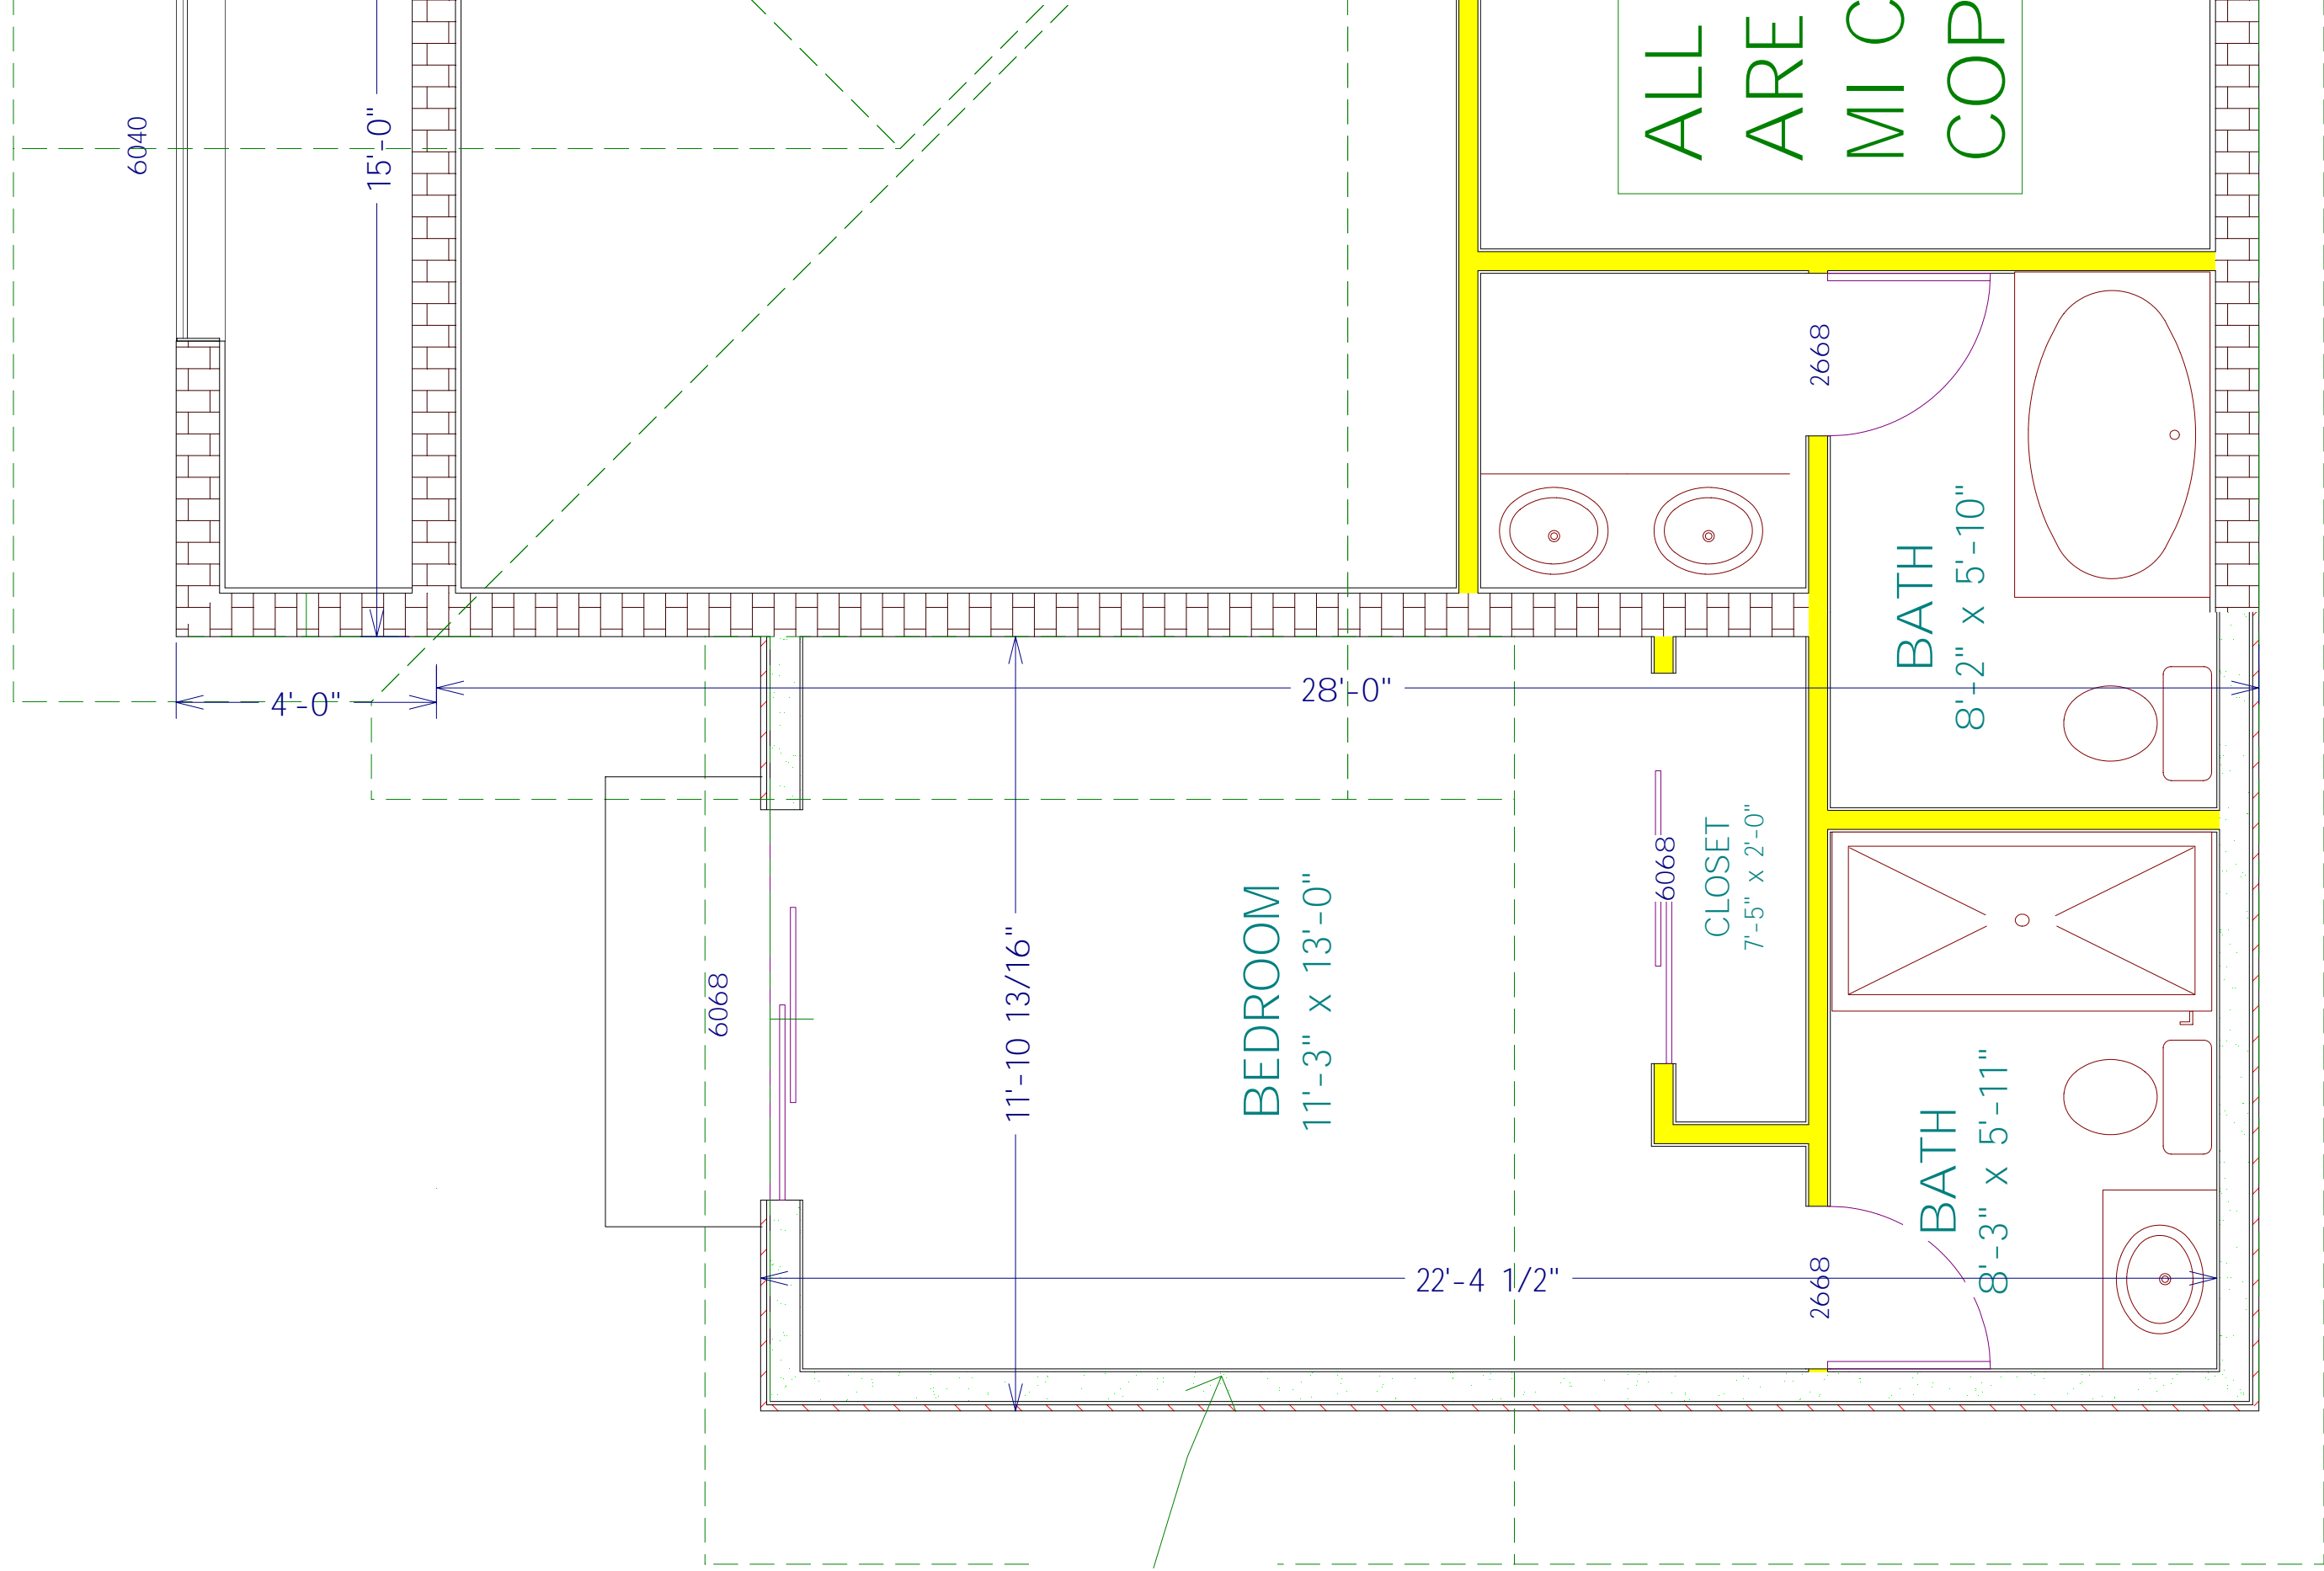 6040
15'-0"
ALL
ARE
MI C
COP
2668
BATH
8'-2" x 5'-10"
4'-0"
28'-0"
6068
11'-10 13/16"
BEDROOM
11'-3" x 13'-0"
6068
CLOSET
7'-5" x 2'-0"
BATH
8'-3" x 5'-11"
22'-4 1/2"
2668